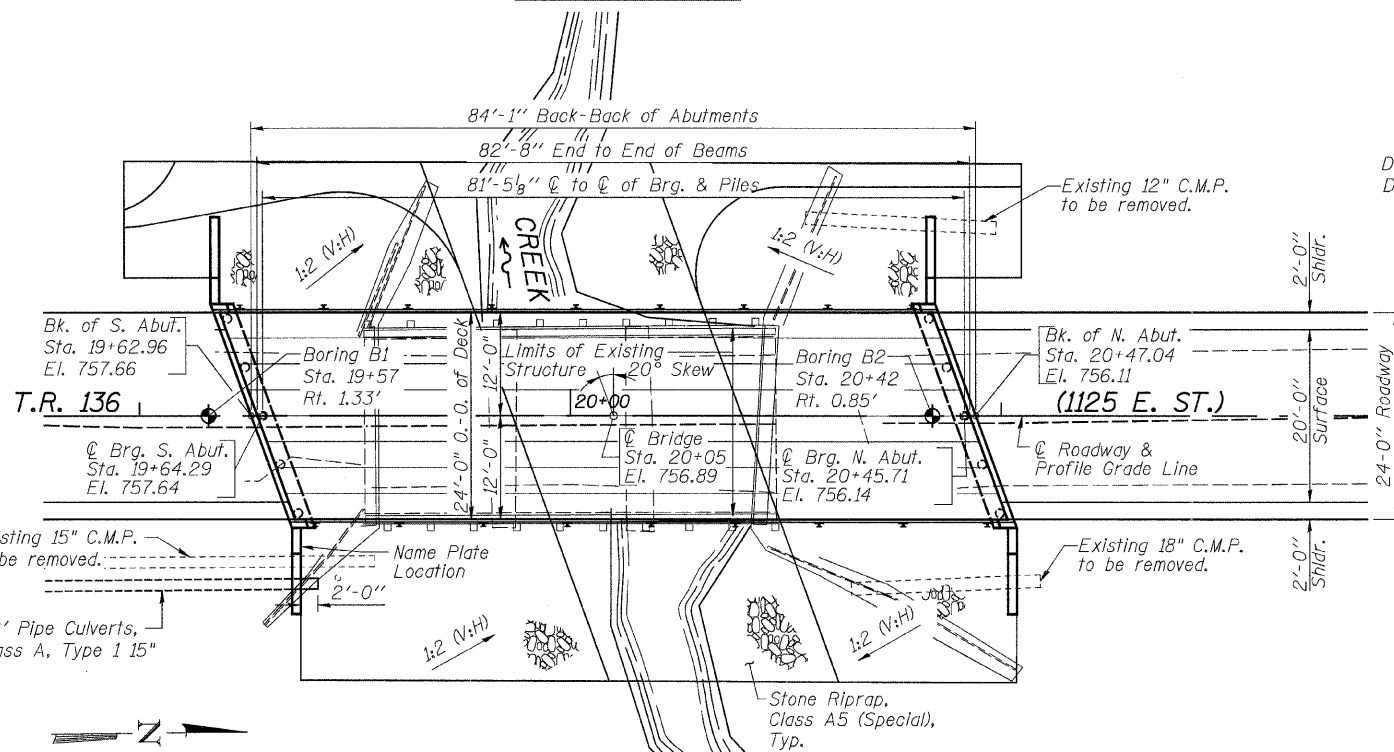 84'-1" Back-Back of Abutments
82'-8" End to End of Beams
81'-5⅛" ℄ to ℄ of Brg. & Piles
Existing 12" C.M.P.
to be removed.
D
D
1:2 (V:H)
CREEK
1:2 (V:H)
2'-0"
Shldr.
Bk. of S. Abut.
Sta. 19+62.96
El. 757.66
Boring B1
Sta. 19+57
Rt. 1.33'
24'-0" O.-O. of Deck
12'-0"
12'-0"
Limits of Existing
Structure
20° Skew
20+00
Boring B2
Sta. 20+42
Rt. 0.85'
Bk. of N. Abut.
Sta. 20+47.04
El. 756.11
T.R. 136
(1125 E. ST.)
20'-0"
Surface
24'-0" Roadway
℄ Brg. S. Abut.
Sta. 19+64.29
El. 757.64
℄ Bridge
Sta. 20+05
El. 756.89
℄ Brg. N. Abut.
Sta. 20+45.71
El. 756.14
℄ Roadway &
Profile Grade Line
isting 15" C.M.P.
be removed.
Name Plate
Location
2'-0"
Existing 18" C.M.P.
to be removed.
2'-0"
Shldr.
' Pipe Culverts,
ass A, Type 1 15"
1:2 (V:H)
1:2 (V:H)
Stone Riprap,
Class A5 (Special),
Typ.
N